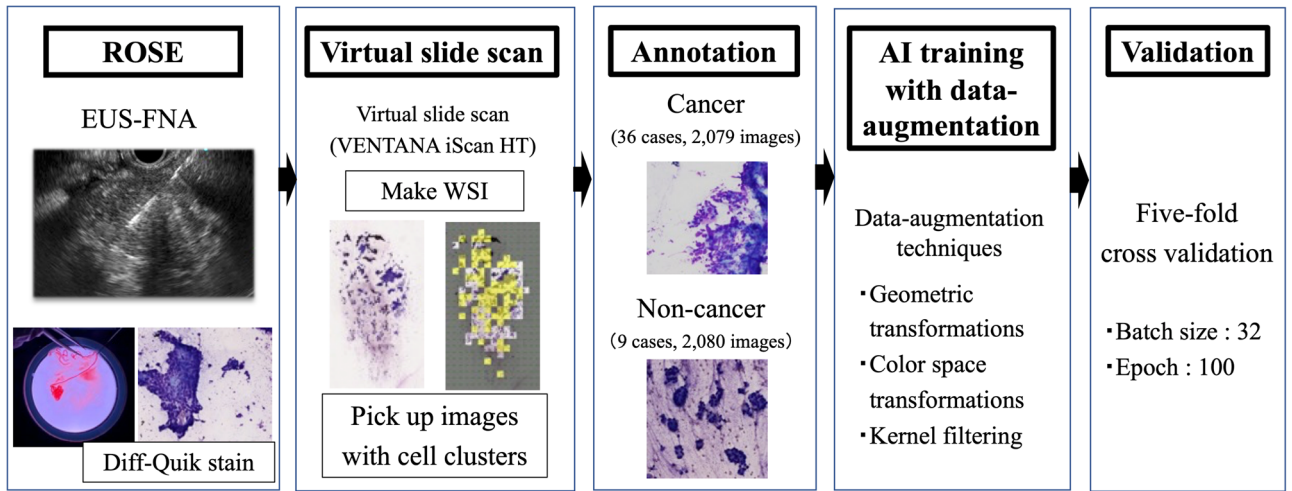 ROSE
EUS-FNA
Diff-Quik stain
Virtual slide scan
Virtual slide scan
(VENTANA iScan HT)
Make WSI
Pick up images
with cell clusters
Annotation
Cancer
(36 cases, 2,079 images)
Non-cancer
(9 cases, 2,080 images)
AI training
with data-
augmentation
Data-augmentation
techniques
・Geometric
transformations
・Color space
transformations
・Kernel filtering
Validation
Five-fold
cross validation
・Batch size : 32
・Epoch : 100